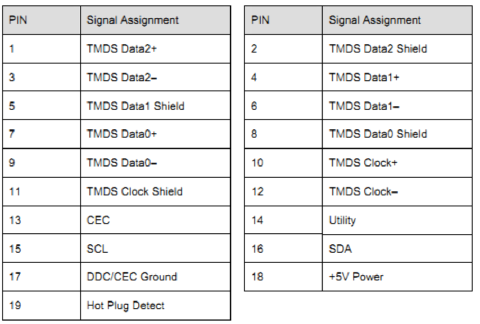 PIN Signal Assignment
1 TMDS Data2+
3 TMDS Data2–
5 TMDS Data1 Shield
7 TMDS Data0+
9 TMDS Data0–
11 TMDS Clock Shield
13 CEC
15 SCL
17 DDC/CEC Ground
19 Hot Plug Detect
PIN Signal Assignment
2 TMDS Data2 Shield
4 TMDS Data1+
6 TMDS Data1–
8 TMDS Data0 Shield
10 TMDS Clock+
12 TMDS Clock–
14 Utility
16 SDA
18 +5V Power